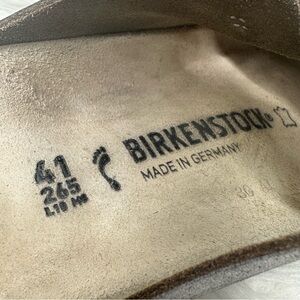 41
265
L10 M8
BIRKENSTOCK®
MADE IN GERMANY